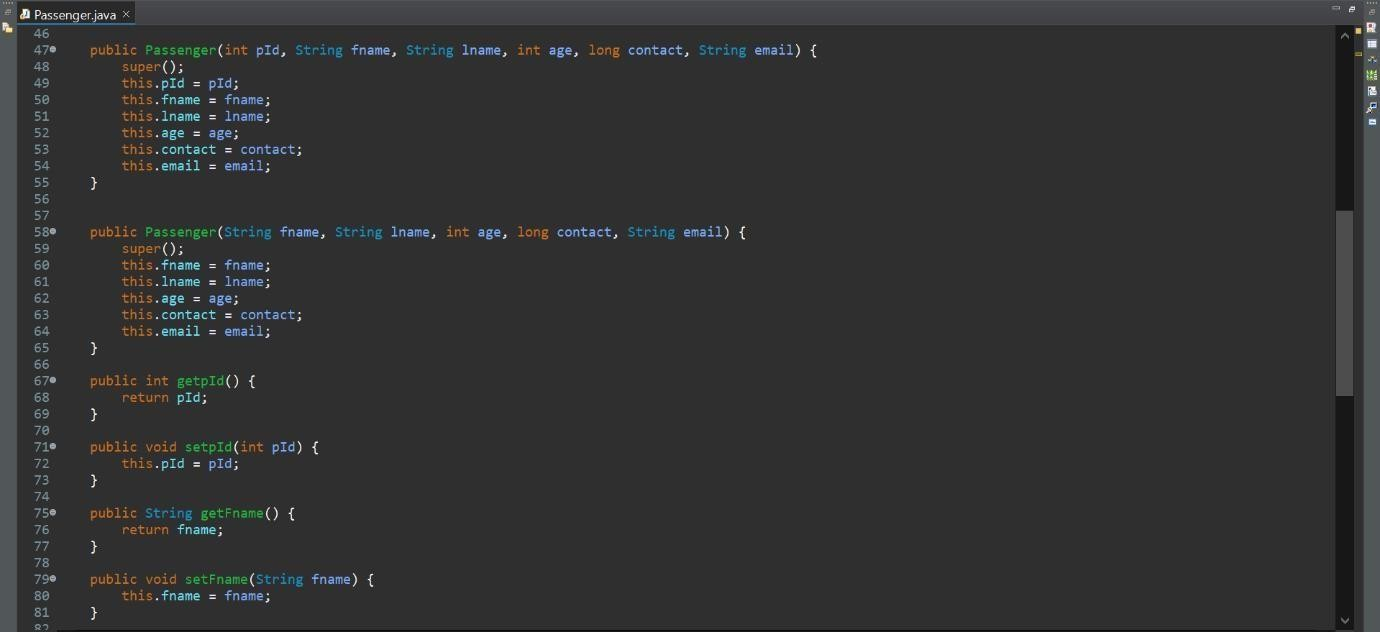 Passenger.java
46
47 public Passenger(int pId, String fname, String lname, int age, long contact, String email) {
48 super();
49 this.pId = pId;
50 this.fname = fname;
51 this.lname = lname;
52 this.age = age;
53 this.contact = contact;
54 this.email = email;
55 }
56
57
58 public Passenger(String fname, String lname, int age, long contact, String email) {
59 super();
60 this.fname = fname;
61 this.lname = lname;
62 this.age = age;
63 this.contact = contact;
64 this.email = email;
65 }
66
67 public int getpId() {
68 return pId;
69 }
70
71 public void setpId(int pId) {
72 this.pId = pId;
73 }
74
75 public String getFname() {
76 return fname;
77 }
78
79 public void setFname(String fname) {
80 this.fname = fname;
81 }
82